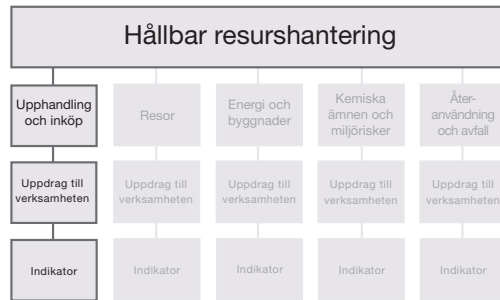 Hållbar resurshantering
Upphandling
och inköp
Resor
Energi och
byggnader
Kemiska
ämnen och
miljörisker
Åter-
användning
och avfall
Uppdrag till
verksamheten
Uppdrag till
verksamheten
Uppdrag till
verksamheten
Uppdrag till
verksamheten
Uppdrag till
verksamheten
Indikator
Indikator
Indikator
Indikator
Indikator